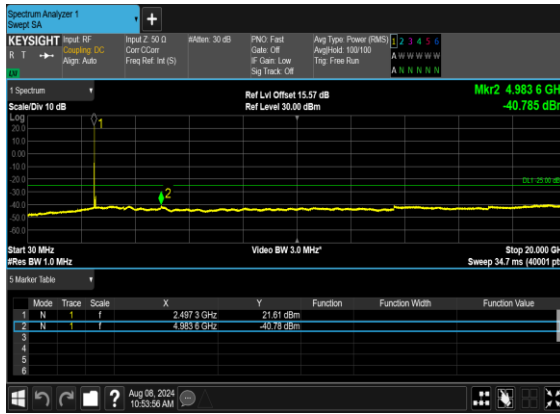 Spectrum Analyzer 1
Swept SA
+
KEYSIGHT Input: RF Input Z: 50 Ω #Atten: 30 dB PNO: Fast Avg Type: Power (RMS) 1 2 3 4 5 6
R T Coupling: DC Corr CCorr Gate: Off Avg|Hold: 100/100 A W W W W W
Align: Auto Freq Ref: Int (S) IF Gain: Low Trig: Free Run
Sig Track: Off A N N N N N
1 Spectrum Ref Lvl Offset 15.57 dB Mkr2 4.983 6 GH
Scale/Div 10 dB Ref Level 30.00 dBm -40.785 dB
Log
1
20.0
10.0
0.00
-10.0
-20.0
DL1 -25.00 dB
-30.0
2
-40.0
-50.0
-60.0
Start 30 MHz Video BW 3.0 MHz* Stop 20.000 GH
#Res BW 1.0 MHz Sweep 34.7 ms (40001 pt
5 Marker Table
Mode Trace Scale X Y Function Function Width Function Value
1 N 1 f 2.497 3 GHz 21.61 dBm
2 N 1 f 4.983 6 GHz -40.78 dBm
3
4
5
6
? Aug 08, 2024
10:53:56 AM